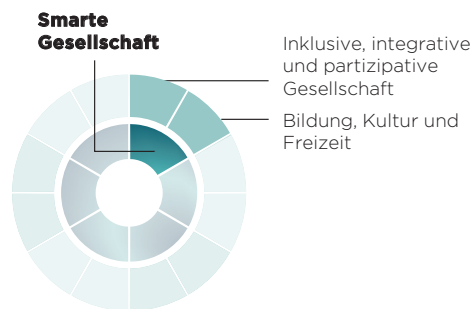 Smarte
Gesellschaft
Inklusive, integrative
und partizipative
Gesellschaft
Bildung, Kultur und
Freizeit